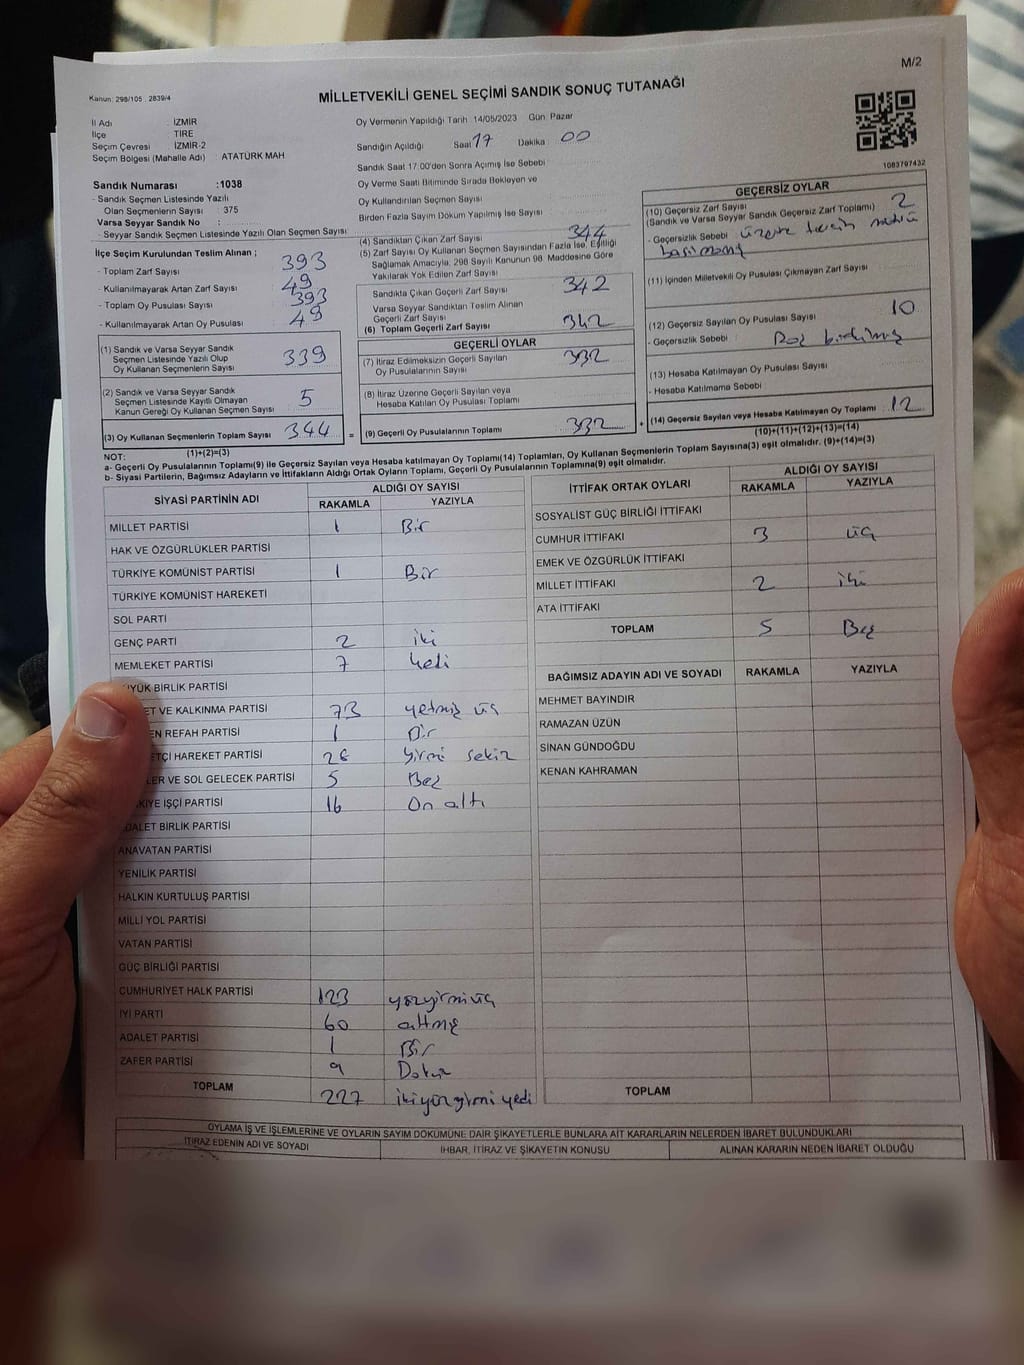 M/2
Kanun: 298/105 . 2839/4
MİLLETVEKİLİ GENEL SEÇİMİ SANDIK SONUÇ TUTANAĞI
İl Adı : İZMİR
İlçe TİRE
Seçim Çevresi İZMİR-2
Seçim Bölgesi (Mahalle Adı) : ATATÜRK MAH
Oy Vermenin Yapıldığı Tarih 14/05/2023 Gün: Pazar
Sandığın Açıldığı Saat 17 Dakika 00
Sandık Saat 17:00'den Sonra Açımış İse Sebebi
Oy Verme Saati Bitiminde Sırada Bekleyen ve
Oy Kullandırılan Seçmen Sayısı
Birden Fazla Sayım Döküm Yapılmış İse Sayısı
1083797432
Sandık Numarası :1038
- Sandık Seçmen Listesinde Yazılı
Olan Seçmenlerin Sayısı : 375
Varsa Seyyar Sandık No :
- Seyyar Sandık Seçmen Listesinde Yazılı Olan Seçmen Sayısı
İlçe Seçim Kurulundan Teslim Alınan ;
- Toplam Zarf Sayısı 393
- Kullanılmayarak Artan Zarf Sayısı 49
- Toplam Oy Pusulası Sayısı 393
- Kullanılmayarak Artan Oy Pusulası 49
(1) Sandık ve Varsa Seyyar Sandık
Seçmen Listesinde Yazılı Olup
Oy Kullanan Seçmenlerin Sayısı 339
(2) Sandık ve Varsa Seyyar Sandık
Seçmen Listesinde Kayıtlı Olmayan
Kanun Gereği Oy Kullanan Seçmen Sayısı 5
(3) Oy Kullanan Seçmenlerin Toplam Sayısı 344 =
(1)+(2)=(3)
(4) Sandıktan Çıkan Zarf Sayısı 344
(5) Zarf Sayısı Oy Kullanan Seçmen Sayısından Fazla İse, Eşitliği
Sağlamak Amacıyla, 298 Sayılı Kanunun 98. Maddesine Göre
Yakılarak Yok Edilen Zarf Sayısı
Sandıkta Çıkan Geçerli Zarf Sayısı 342
Varsa Seyyar Sandıktan Teslim Alınan
Geçerli Zarf Sayısı
(6) Toplam Geçerli Zarf Sayısı 342
GEÇERLİ OYLAR
(7) İtiraz Edilmeksizin Geçerli Sayılan
Oy Pusulalarının Sayısı 332
(8) İtiraz Üzerine Geçerli Sayılan veya
Hesaba Katılan Oy Pusulası Toplamı
(9) Geçerli Oy Pusulalarının Toplamı 332 +
GEÇERSİZ OYLAR
(10) Geçersiz Zarf Sayısı
(Sandık ve Varsa Seyyar Sandık Geçersiz Zarf Toplamı) 2
- Geçersizlik Sebebi üzerine tercih mührü
basılmamış
(11) İçinden Milletvekili Oy Pusulası Çıkmayan Zarf Sayısı
(12) Geçersiz Sayılan Oy Pusulası Sayısı 10
- Geçersizlik Sebebi : Boş
(13) Hesaba Katılmayan Oy Pusulası Sayısı
- Hesaba Katılmama Sebebi :
(14) Geçersiz Sayılan veya Hesaba Katılmayan Oy Toplamı 12
(10)+(11)+(12)+(13)=(14)
NOT:
a- Geçerli Oy Pusulalarının Toplamı(9) ile Geçersiz Sayılan veya Hesaba katılmayan Oy Toplamı(14) Toplamları, Oy Kullanan Seçmenlerin Toplam Sayısına(3) eşit olmalıdır. (9)+(14)=(3)
b- Siyasi Partilerin, Bağımsız Adayların ve İttifakların Aldığı Ortak Oyların Toplamı, Geçerli Oy Pusulalarının Toplamına(9) eşit olmalıdır.
SİYASİ PARTİNİN ADI ALDIĞI OY SAYISI
RAKAMLA YAZIYLA
MİLLET PARTİSİ 1 Bir
HAK VE ÖZGÜRLÜKLER PARTİSİ
TÜRKİYE KOMÜNİST PARTİSİ 1 Bir
TÜRKİYE KOMÜNİST HAREKETİ
SOL PARTİ
GENÇ PARTİ 2 iki
MEMLEKET PARTİSİ 7 Yedi
YÜK BİRLİK PARTİSİ
ET VE KALKINMA PARTİSİ 73 yetmiş üç
EN REFAH PARTİSİ 1 Bir
ETÇİ HAREKET PARTİSİ 28 Yirmi sekiz
LER VE SOL GELECEK PARTİSİ 5 Beş
KİYE İŞÇİ PARTİSİ 16 On altı
DALET BİRLİK PARTİSİ
ANAVATAN PARTİSİ
YENİLİK PARTİSİ
HALKIN KURTULUŞ PARTİSİ
MİLLİ YOL PARTİSİ
VATAN PARTİSİ
GÜÇ BİRLİĞİ PARTİSİ
CUMHURİYET HALK PARTİSİ 123 yüzyirmiüç
İYİ PARTİ 60 altmış
ADALET PARTİSİ 1 Bir
ZAFER PARTİSİ 9 Dokuz
TOPLAM 227 ikiyüzyirmi yedi
İTTİFAK ORTAK OYLARI ALDIĞI OY SAYISI
RAKAMLA YAZIYLA
SOSYALİST GÜÇ BİRLİĞİ İTTİFAKI
CUMHUR İTTİFAKI 3 üç
EMEK VE ÖZGÜRLÜK İTTİFAKI
MİLLET İTTİFAKI 2 iki
ATA İTTİFAKI
TOPLAM 5 Beş
BAĞIMSIZ ADAYIN ADI VE SOYADI RAKAMLA YAZIYLA
MEHMET BAYINDIR
RAMAZAN ÜZÜN
SİNAN GÜNDOĞDU
KENAN KAHRAMAN
TOPLAM
OYLAMA İŞ VE İŞLEMLERİNE VE OYLARIN SAYIM DÖKÜMÜNE DAİR ŞİKAYETLERLE BUNLARA AİT KARARLARIN NELERDEN İBARET BULUNDUKLARI
İTİRAZ EDENİN ADI VE SOYADI İHBAR, İTİRAZ VE ŞİKAYETİN KONUSU ALINAN KARARIN NEDEN İBARET OLDUĞU